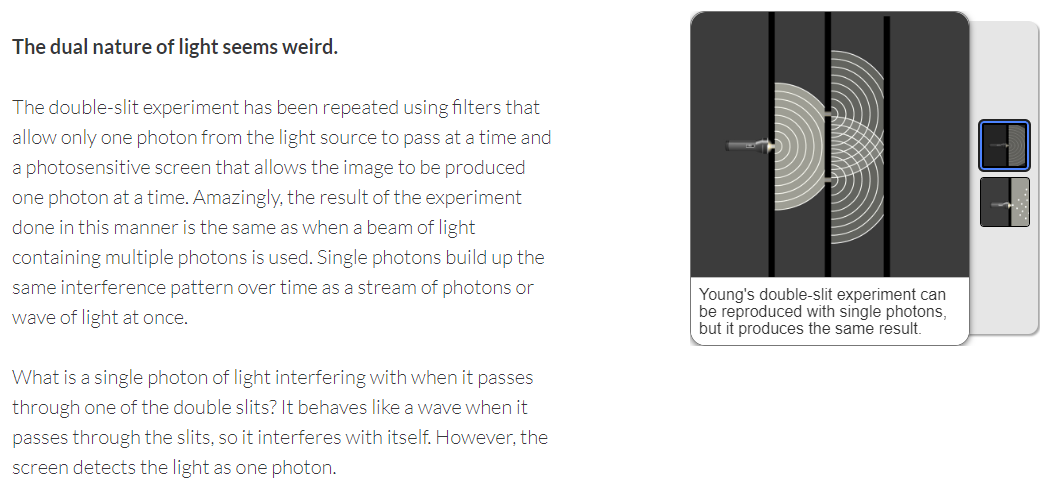 The dual nature of light seems weird.
The double-slit experiment has been repeated using filters that
allow only one photon from the light source to pass at a time and
a photosensitive screen that allows the image to be produced
one photon at a time. Amazingly, the result of the experiment
done in this manner is the same as when a beam of light
containing multiple photons is used. Single photons build up the
same interference pattern over time as a stream of photons or
wave of light at once.
What is a single photon of light interfering with when it passes
through one of the double slits? It behaves like a wave when it
passes through the slits, so it interferes with itself. However, the
screen detects the light as one photon.
Young's double-slit experiment can
be reproduced with single photons,
but it produces the same result.